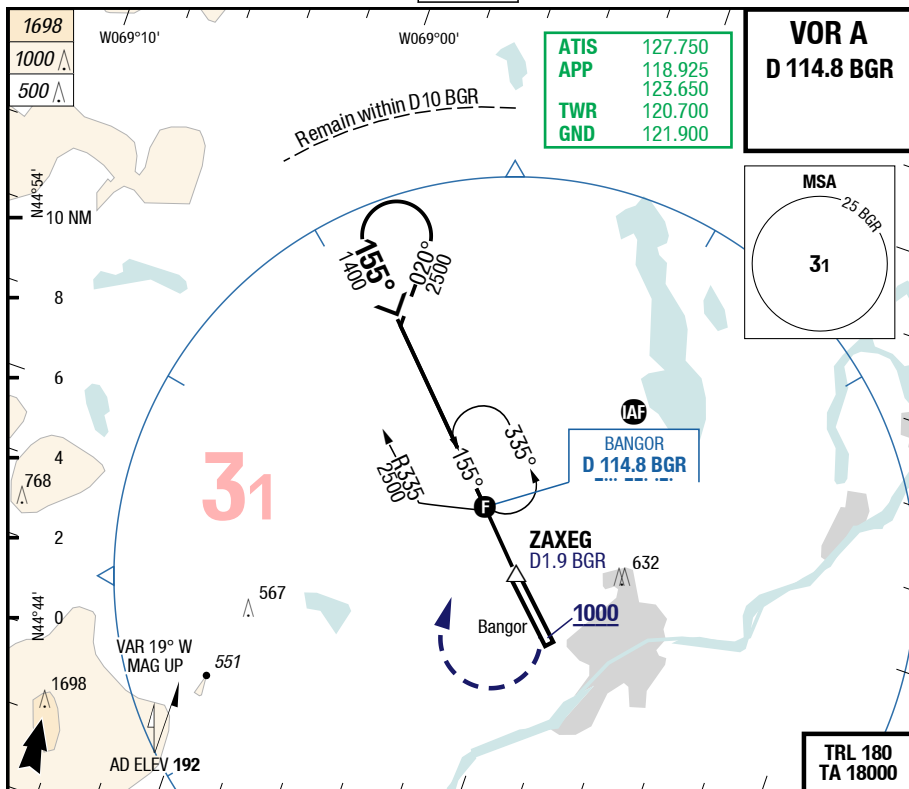 1698
1000
500
W069°10'
W069°00'
ATIS 127.750
APP 118.925
123.650
TWR 120.700
GND 121.900
VOR A
D 114.8 BGR
Remain within D10 BGR
MSA
25 BGR
31
N44°54'
10 NM
8
6
4
2
0
N44°44'
155°
1400
020°
2500
155°
335°
R335
2500
IAF
BANGOR
D 114.8 BGR
F
31
768
ZAXEG
D1.9 BGR
632
567
1000
Bangor
VAR 19° W
MAG UP
551
1698
AD ELEV 192
TRL 180
TA 18000